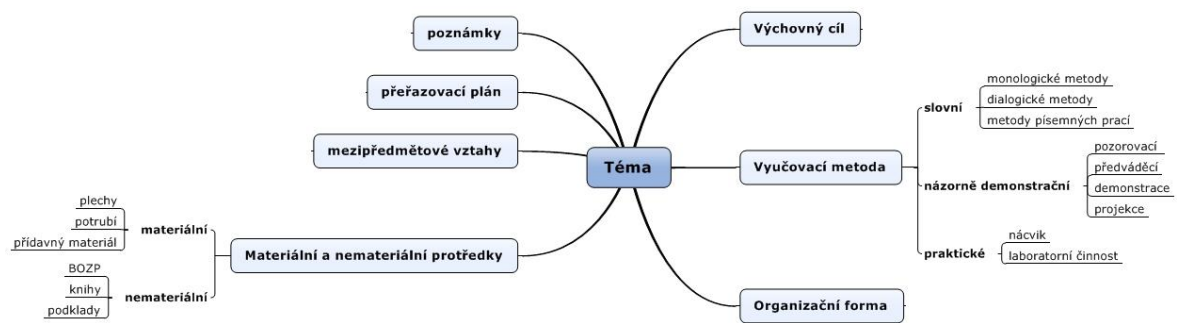 Téma
poznámky
přeřazovací plán
mezipředmětové vztahy
Materiální a nemateriální protředky
materiální
plechy
potrubí
přídavný materiál
nemateriální
BOZP
knihy
podklady
Výchovný cíl
Vyučovací metoda
slovní
monologické metody
dialogické metody
metody písemných prací
názorně demonstrační
pozorovací
předváděcí
demonstrace
projekce
praktické
nácvik
laboratorní činnost
Organizační forma